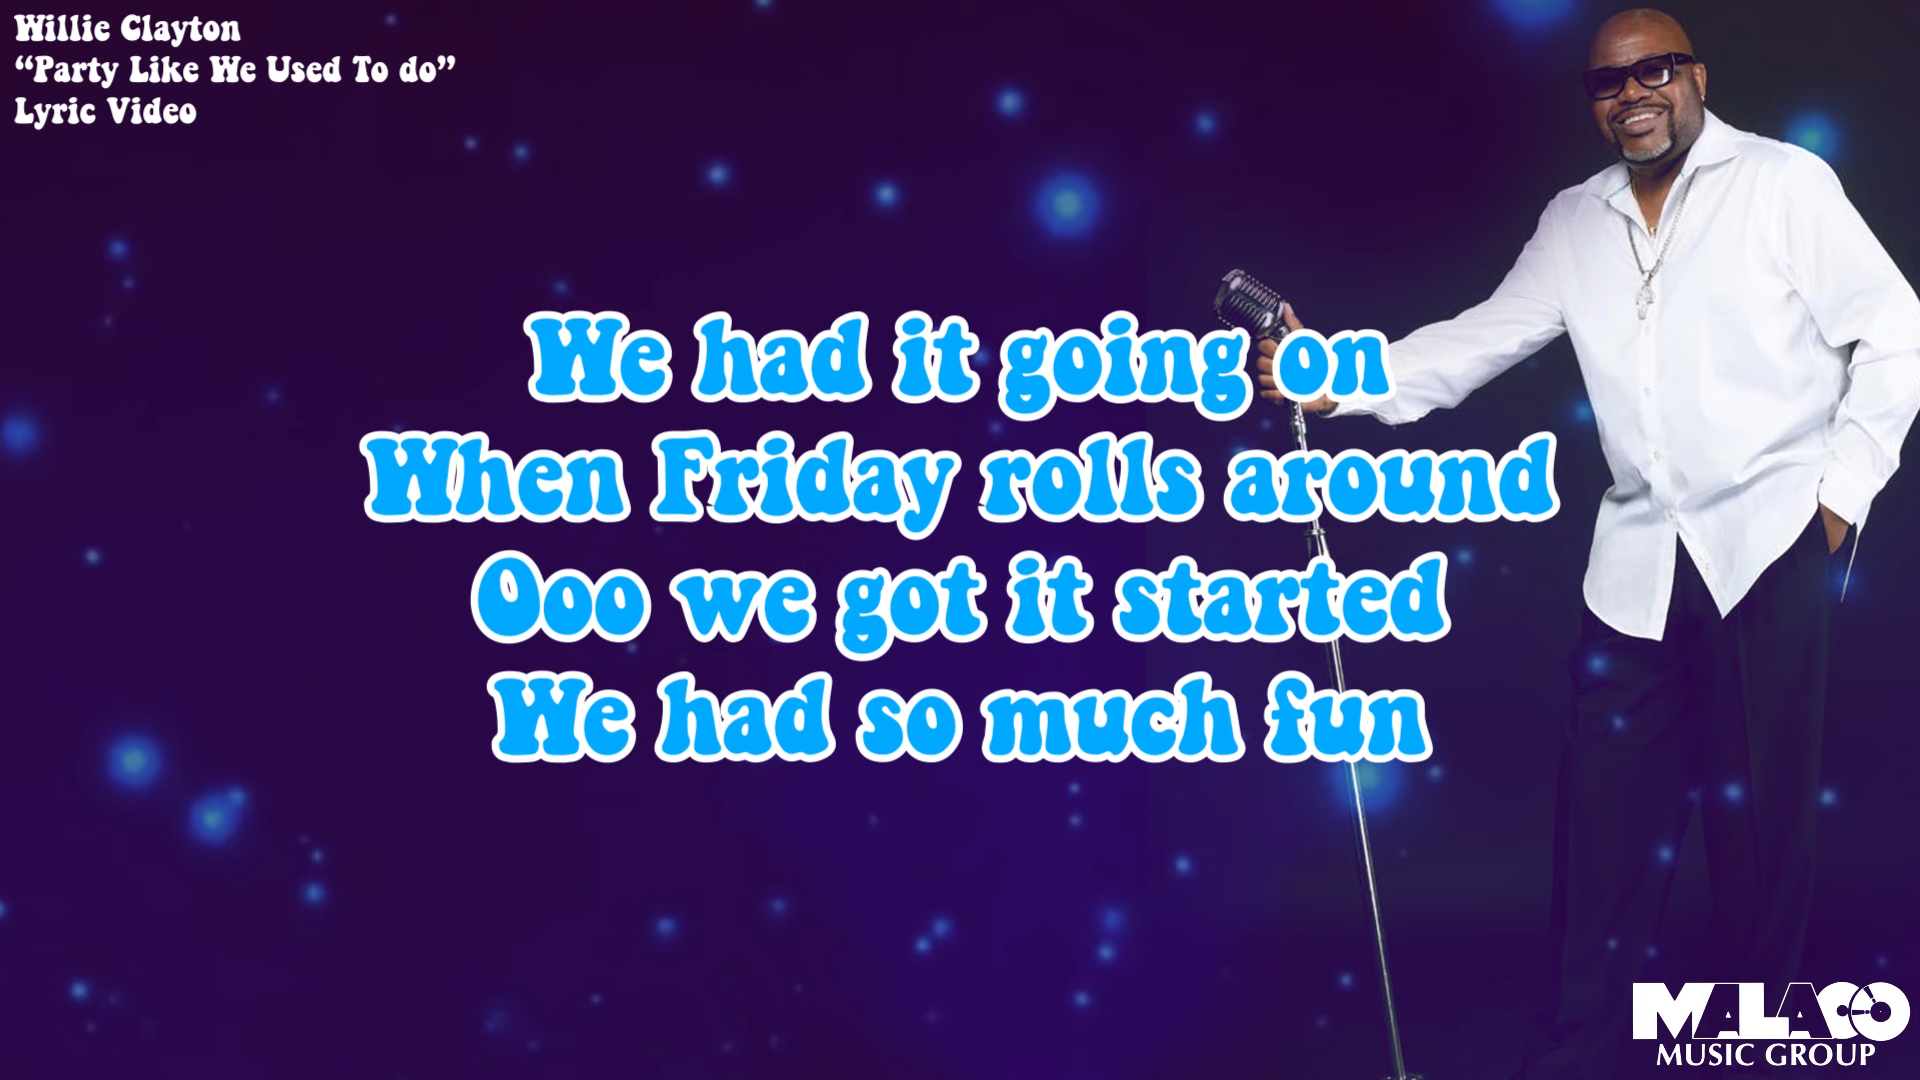 Willie Clayton
“Party Like We Used To do”
Lyric Video
We had it going on
When Friday rolls around
Ooo we got it started
We had so much fun
MALACO
MUSIC GROUP